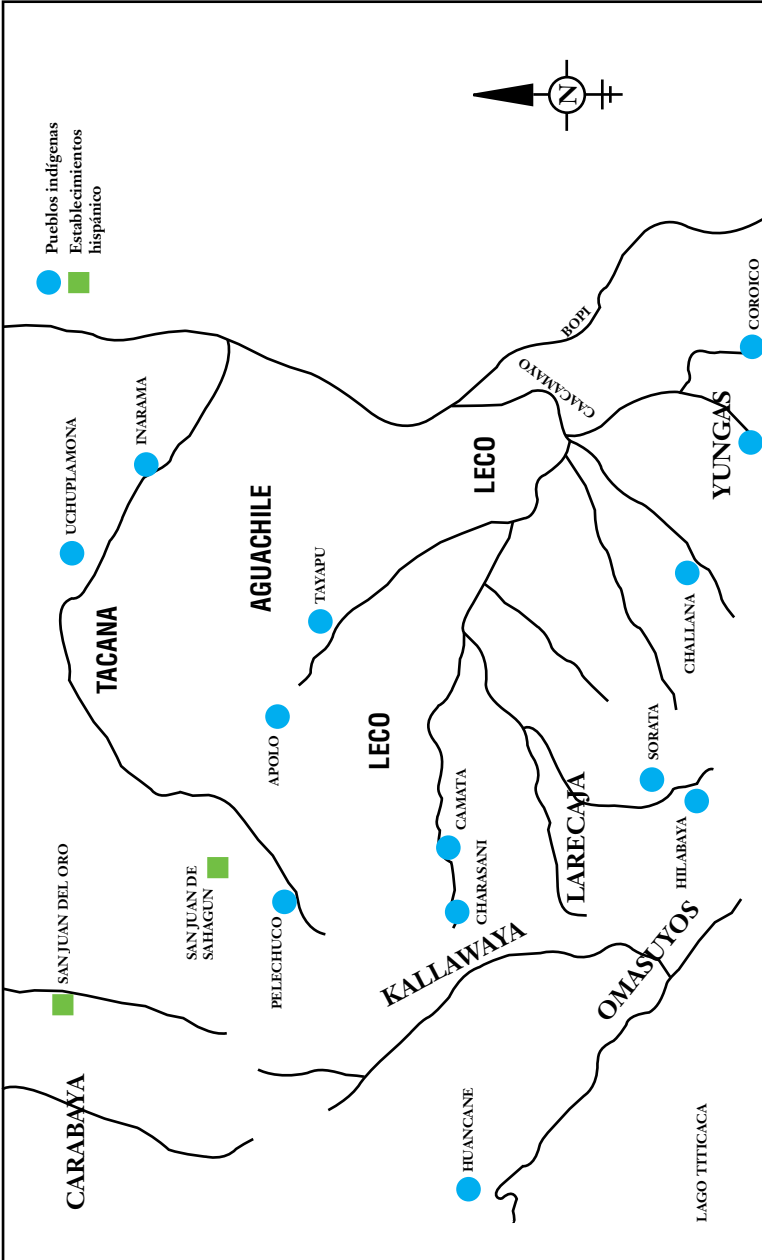 Pueblos indígenas
Establecimientos
hispánico
N
CARABAYA
SAN JUAN DEL ORO
TACANA
UCHUPLAMONA
INARAMA
SAN JUAN DE
SAHAGUN
PELECHUCO
APOLO
AGUACHILE
TAYAPU
LECO
LECO
BOPI
CAACAMAYO
CAMATA
CHARASANI
KALLAWAYA
LARECAJA
HUANCANE
OMASUYOS
SORATA
HILABAYA
CHALLANA
YUNGAS
COROICO
LAGO TITICACA